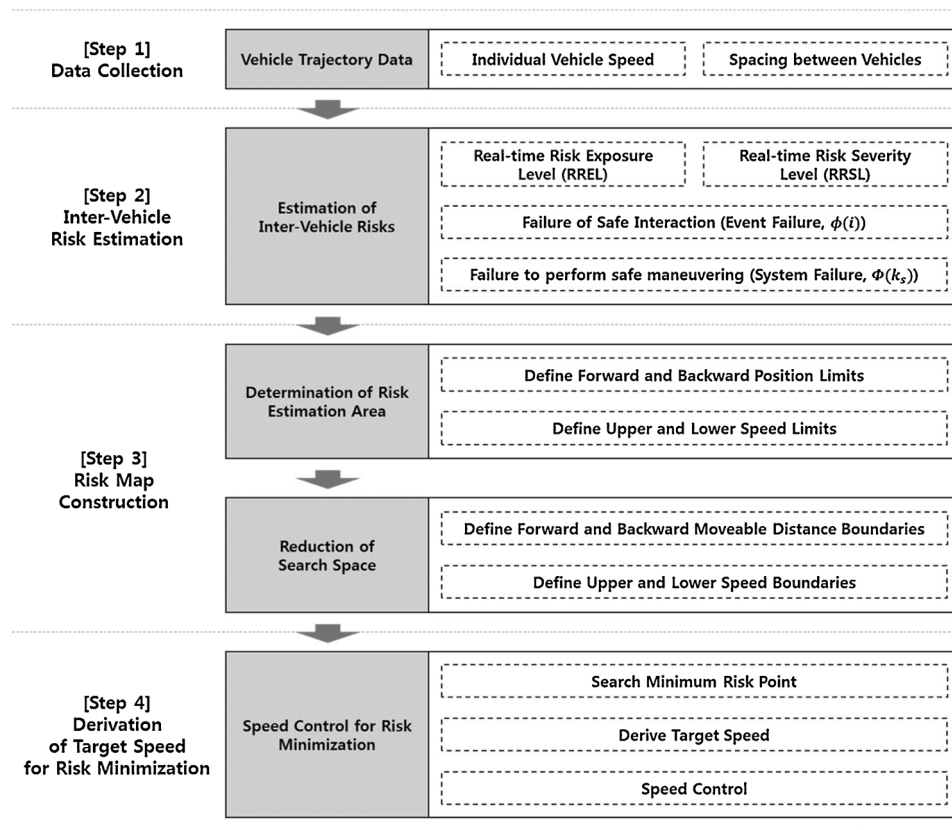 [Step 1]
Data Collection
Vehicle Trajectory Data
Individual Vehicle Speed
Spacing between Vehicles
[Step 2]
Inter-Vehicle
Risk Estimation
Estimation of
Inter-Vehicle Risks
Real-time Risk Exposure
Level (RREL)
Real-time Risk Severity
Level (RRSL)
Failure of Safe Interaction (Event Failure, ϕ(i))
Failure to perform safe maneuvering (System Failure, Φ(kₛ))
[Step 3]
Risk Map
Construction
Determination of Risk
Estimation Area
Define Forward and Backward Position Limits
Define Upper and Lower Speed Limits
Reduction of
Search Space
Define Forward and Backward Moveable Distance Boundaries
Define Upper and Lower Speed Boundaries
[Step 4]
Derivation
of Target Speed
for Risk Minimization
Speed Control for Risk
Minimization
Search Minimum Risk Point
Derive Target Speed
Speed Control